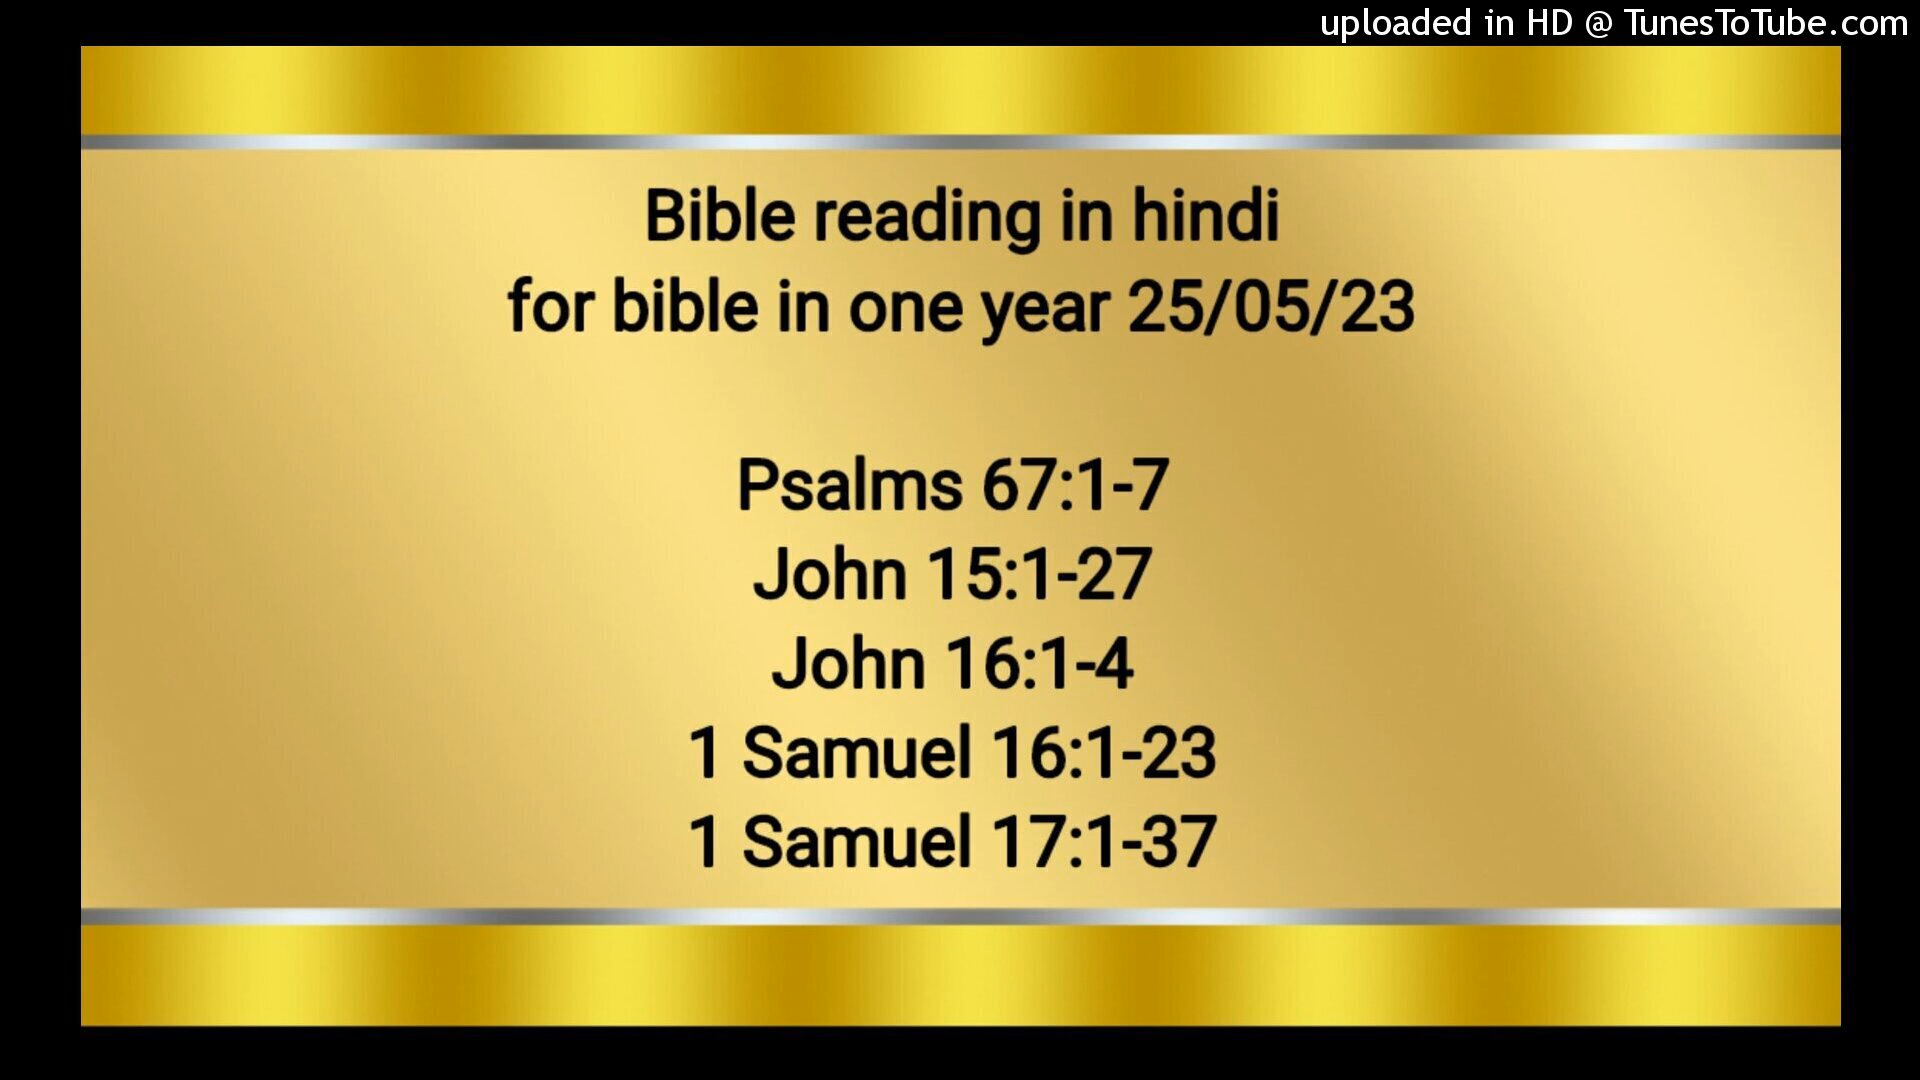 uploaded in HD @ TunesToTube.com
Bible reading in hindi
for bible in one year 25/05/23
Psalms 67:1-7
John 15:1-27
John 16:1-4
1 Samuel 16:1-23
1 Samuel 17:1-37